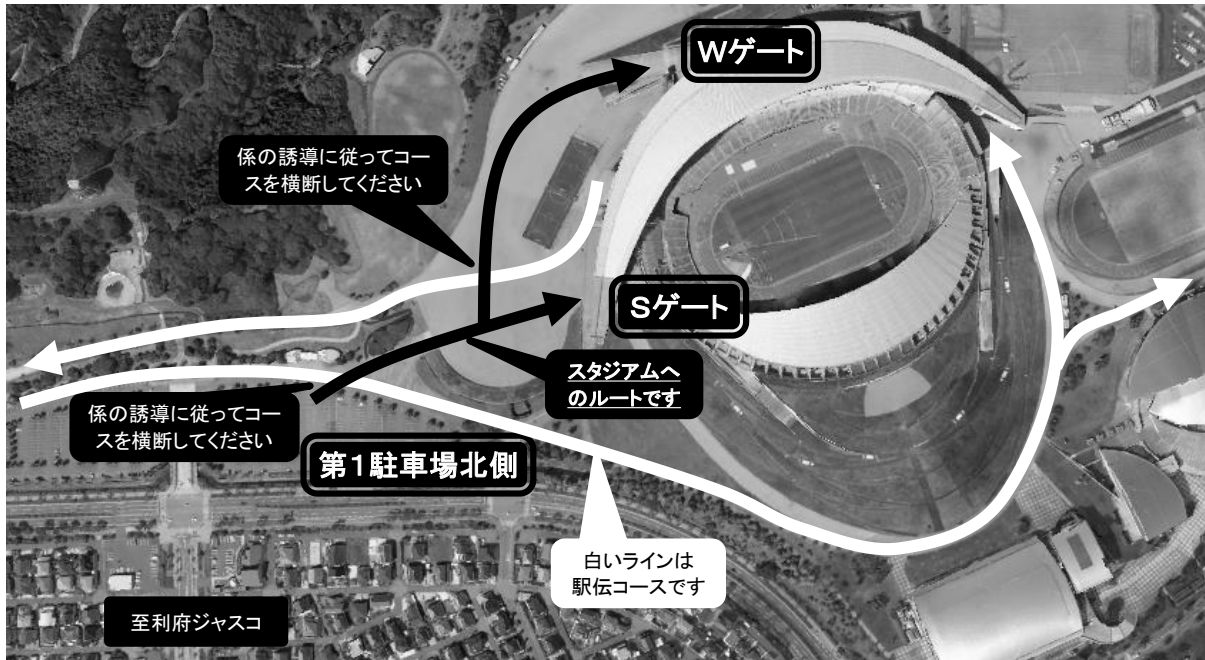 Wゲート
係の誘導に従ってコー
スを横断してください
Sゲート
スタジアムへ
のルートです
係の誘導に従ってコー
スを横断してください
第1駐車場北側
白いラインは
駅伝コースです
至利府ジャスコ